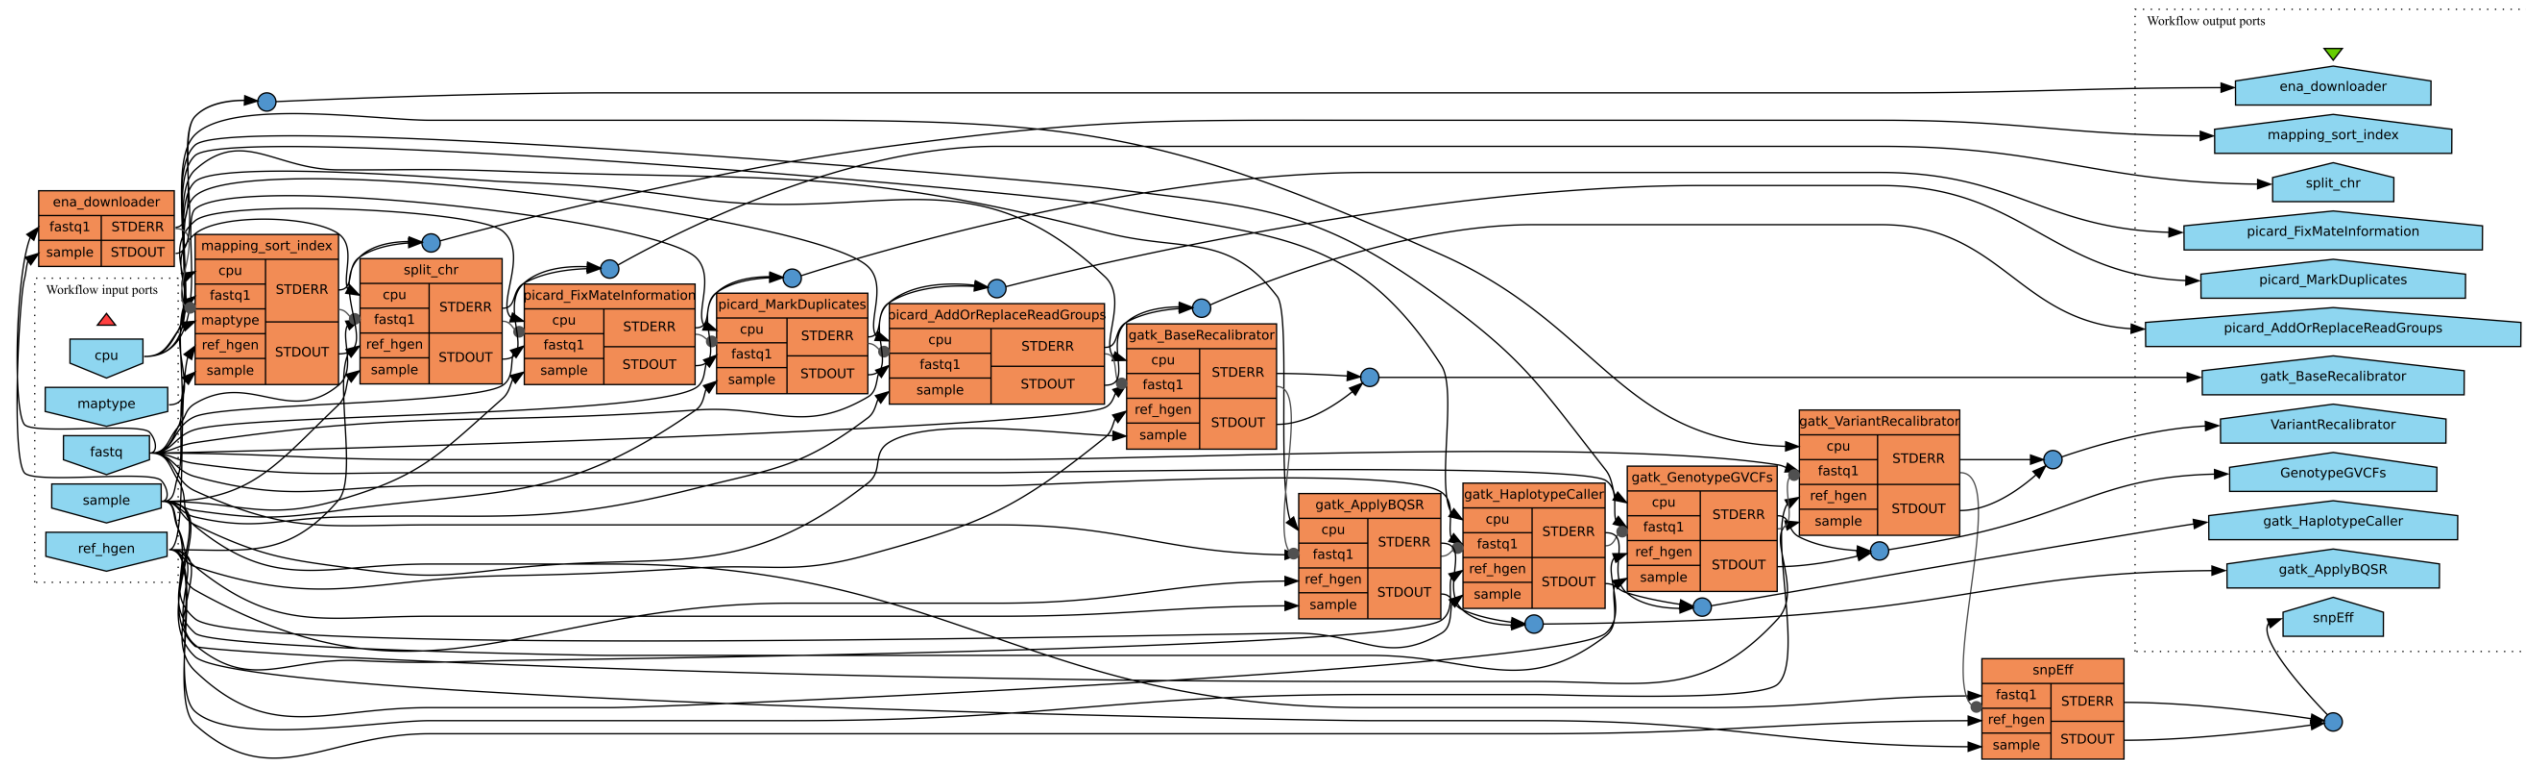 ena_downloader
fastq1 STDERR
sample STDOUT
Workflow input ports
cpu
maptype
fastq
sample
ref_hgen
mapping_sort_index
cpu
fastq1
maptype
ref_hgen
sample
STDERR
STDOUT
split_chr
cpu
fastq1
ref_hgen
sample
STDERR
STDOUT
picard_FixMateInformation
cpu
fastq1
sample
STDERR
STDOUT
picard_MarkDuplicates
cpu
fastq1
sample
STDERR
STDOUT
picard_AddOrReplaceReadGroups
cpu
fastq1
sample
STDERR
STDOUT
gatk_BaseRecalibrator
cpu
fastq1
ref_hgen
sample
STDERR
STDOUT
gatk_ApplyBQSR
cpu
fastq1
ref_hgen
sample
STDERR
STDOUT
gatk_HaplotypeCaller
cpu
fastq1
ref_hgen
sample
STDERR
STDOUT
gatk_GenotypeGVCFs
cpu
fastq1
ref_hgen
sample
STDERR
STDOUT
gatk_VariantRecalibrator
cpu
fastq1
ref_hgen
sample
STDERR
STDOUT
snpEff
fastq1
ref_hgen
sample
STDERR
STDOUT
Workflow output ports
ena_downloader
mapping_sort_index
split_chr
picard_FixMateInformation
picard_MarkDuplicates
picard_AddOrReplaceReadGroups
gatk_BaseRecalibrator
VariantRecalibrator
GenotypeGVCFs
gatk_HaplotypeCaller
gatk_ApplyBQSR
snpEff